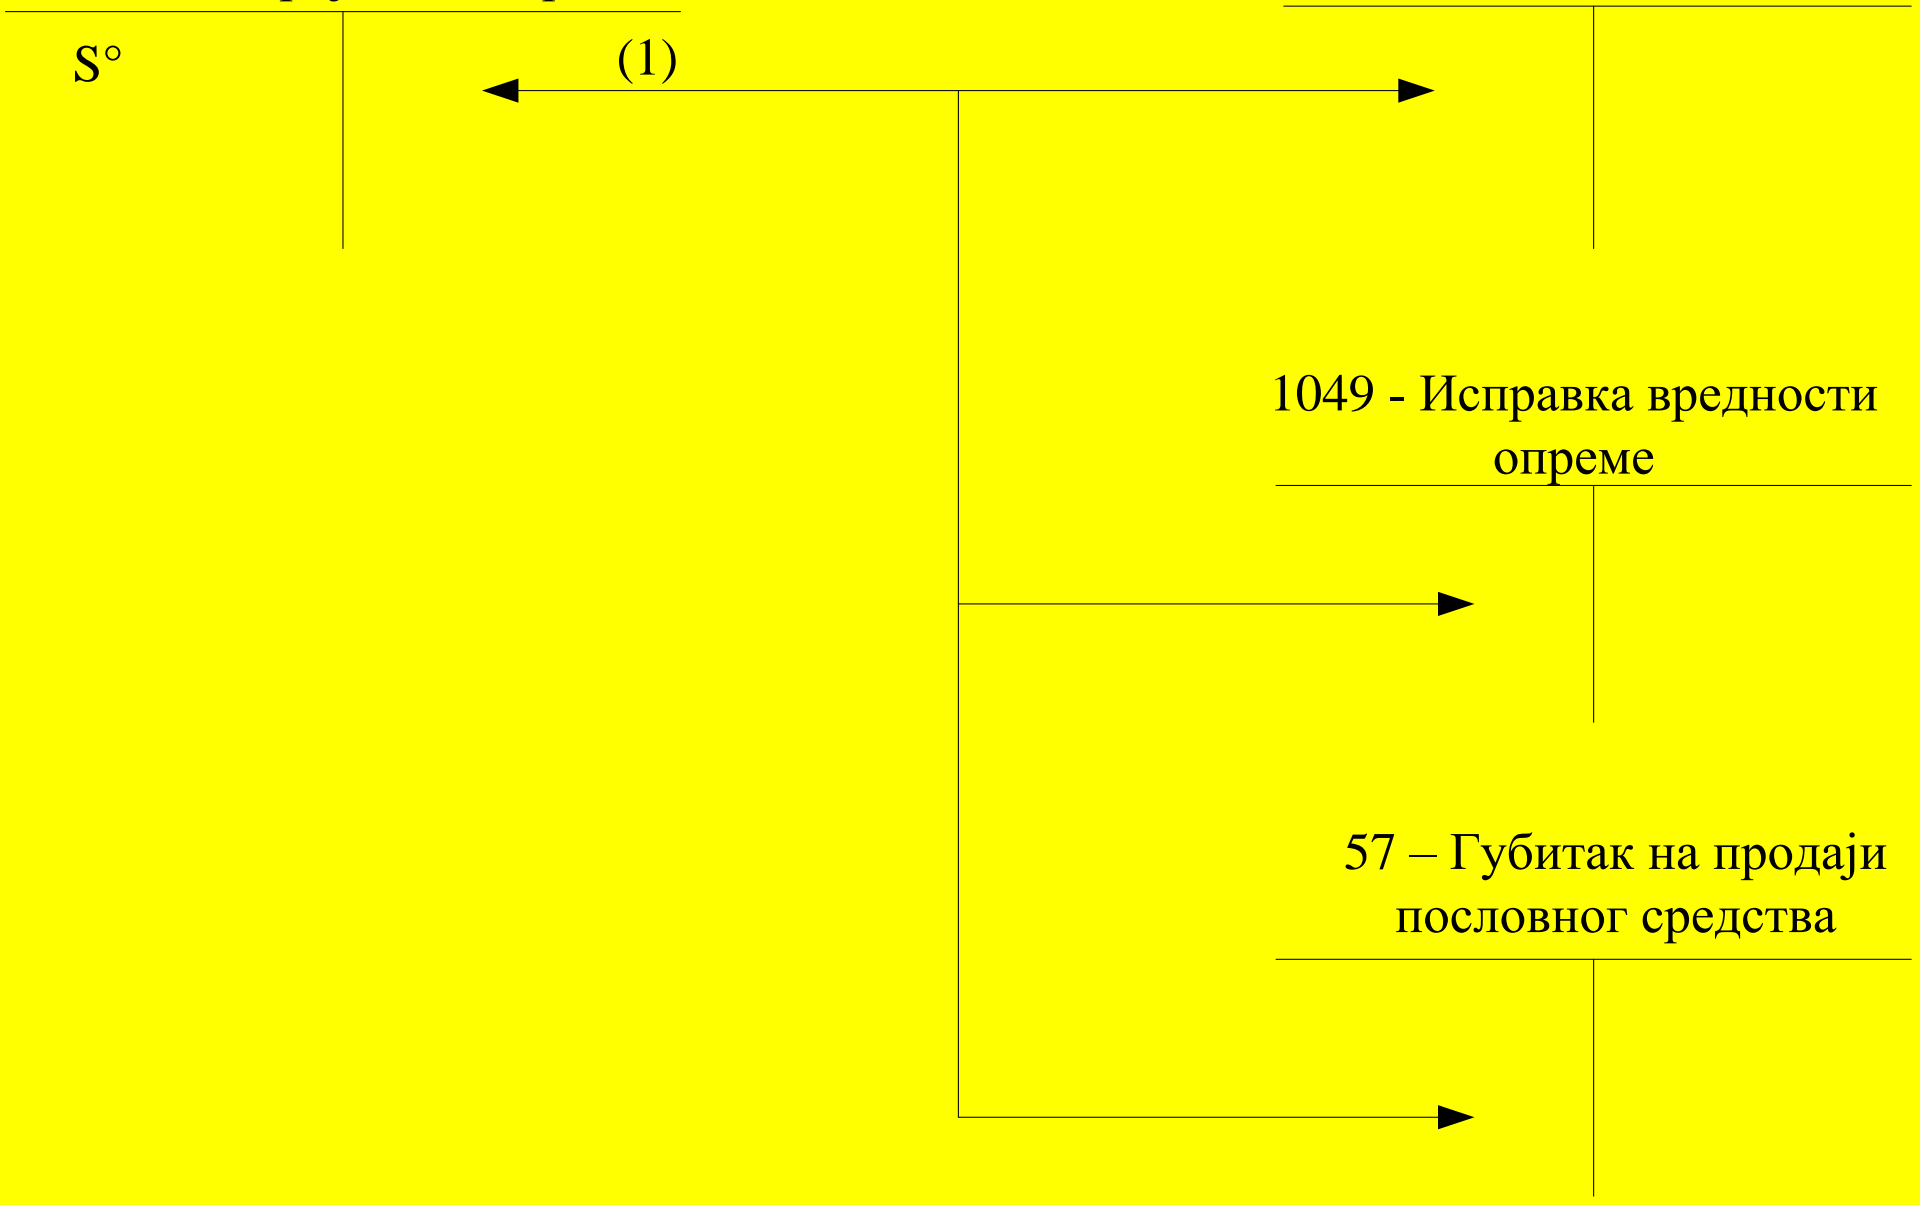 S°
(1)
1049 - Исправка вредности
опреме
57 – Губитак на продаји
пословног средства